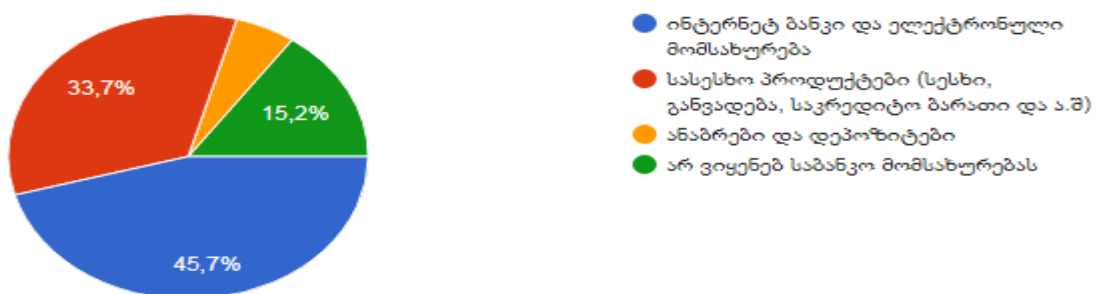 33,7%
15,2%
45,7%
ინტერნეტ ბანკი და ელექტრონული
მომსახურება
სასესხო პროდუქტები (სესხი,
განვადება, საკრედიტო ბარათი და ა.შ)
ანაბრები და დეპოზიტები
არ ვიყენებ საბანკო მომსახურებას